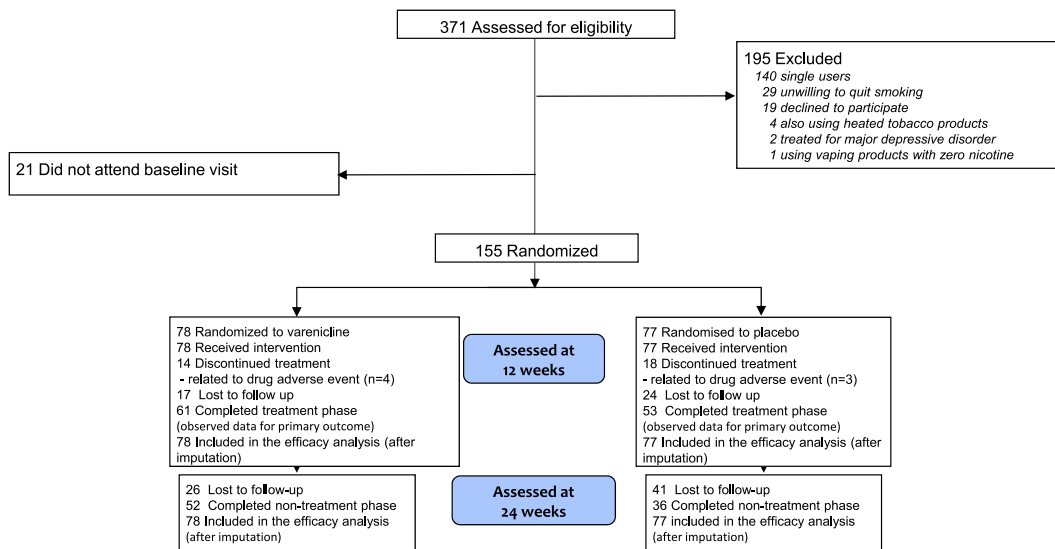 371 Assessed for eligibility
195 Excluded
140 single users
29 unwilling to quit smoking
19 declined to participate
4 also using heated tobacco products
2 treated for major depressive disorder
1 using vaping products with zero nicotine
21 Did not attend baseline visit
155 Randomized
78 Randomized to varenicline
78 Received intervention
14 Discontinued treatment
- related to drug adverse event (n=4)
17 Lost to follow up
61 Completed treatment phase
(observed data for primary outcome)
78 Included in the efficacy analysis (after
imputation)
Assessed at
12 weeks
77 Randomised to placebo
77 Received intervention
18 Discontinued treatment
- related to drug adverse event (n=3)
24 Lost to follow up
53 Completed treatment phase
(observed data for primary outcome)
77 Included in the efficacy analysis (after
imputation)
26 Lost to follow-up
52 Completed non-treatment phase
78 Included in the efficacy analysis
(after imputation)
Assessed at
24 weeks
41 Lost to follow-up
36 Completed non-treatment phase
77 included in the efficacy analysis
(after imputation)